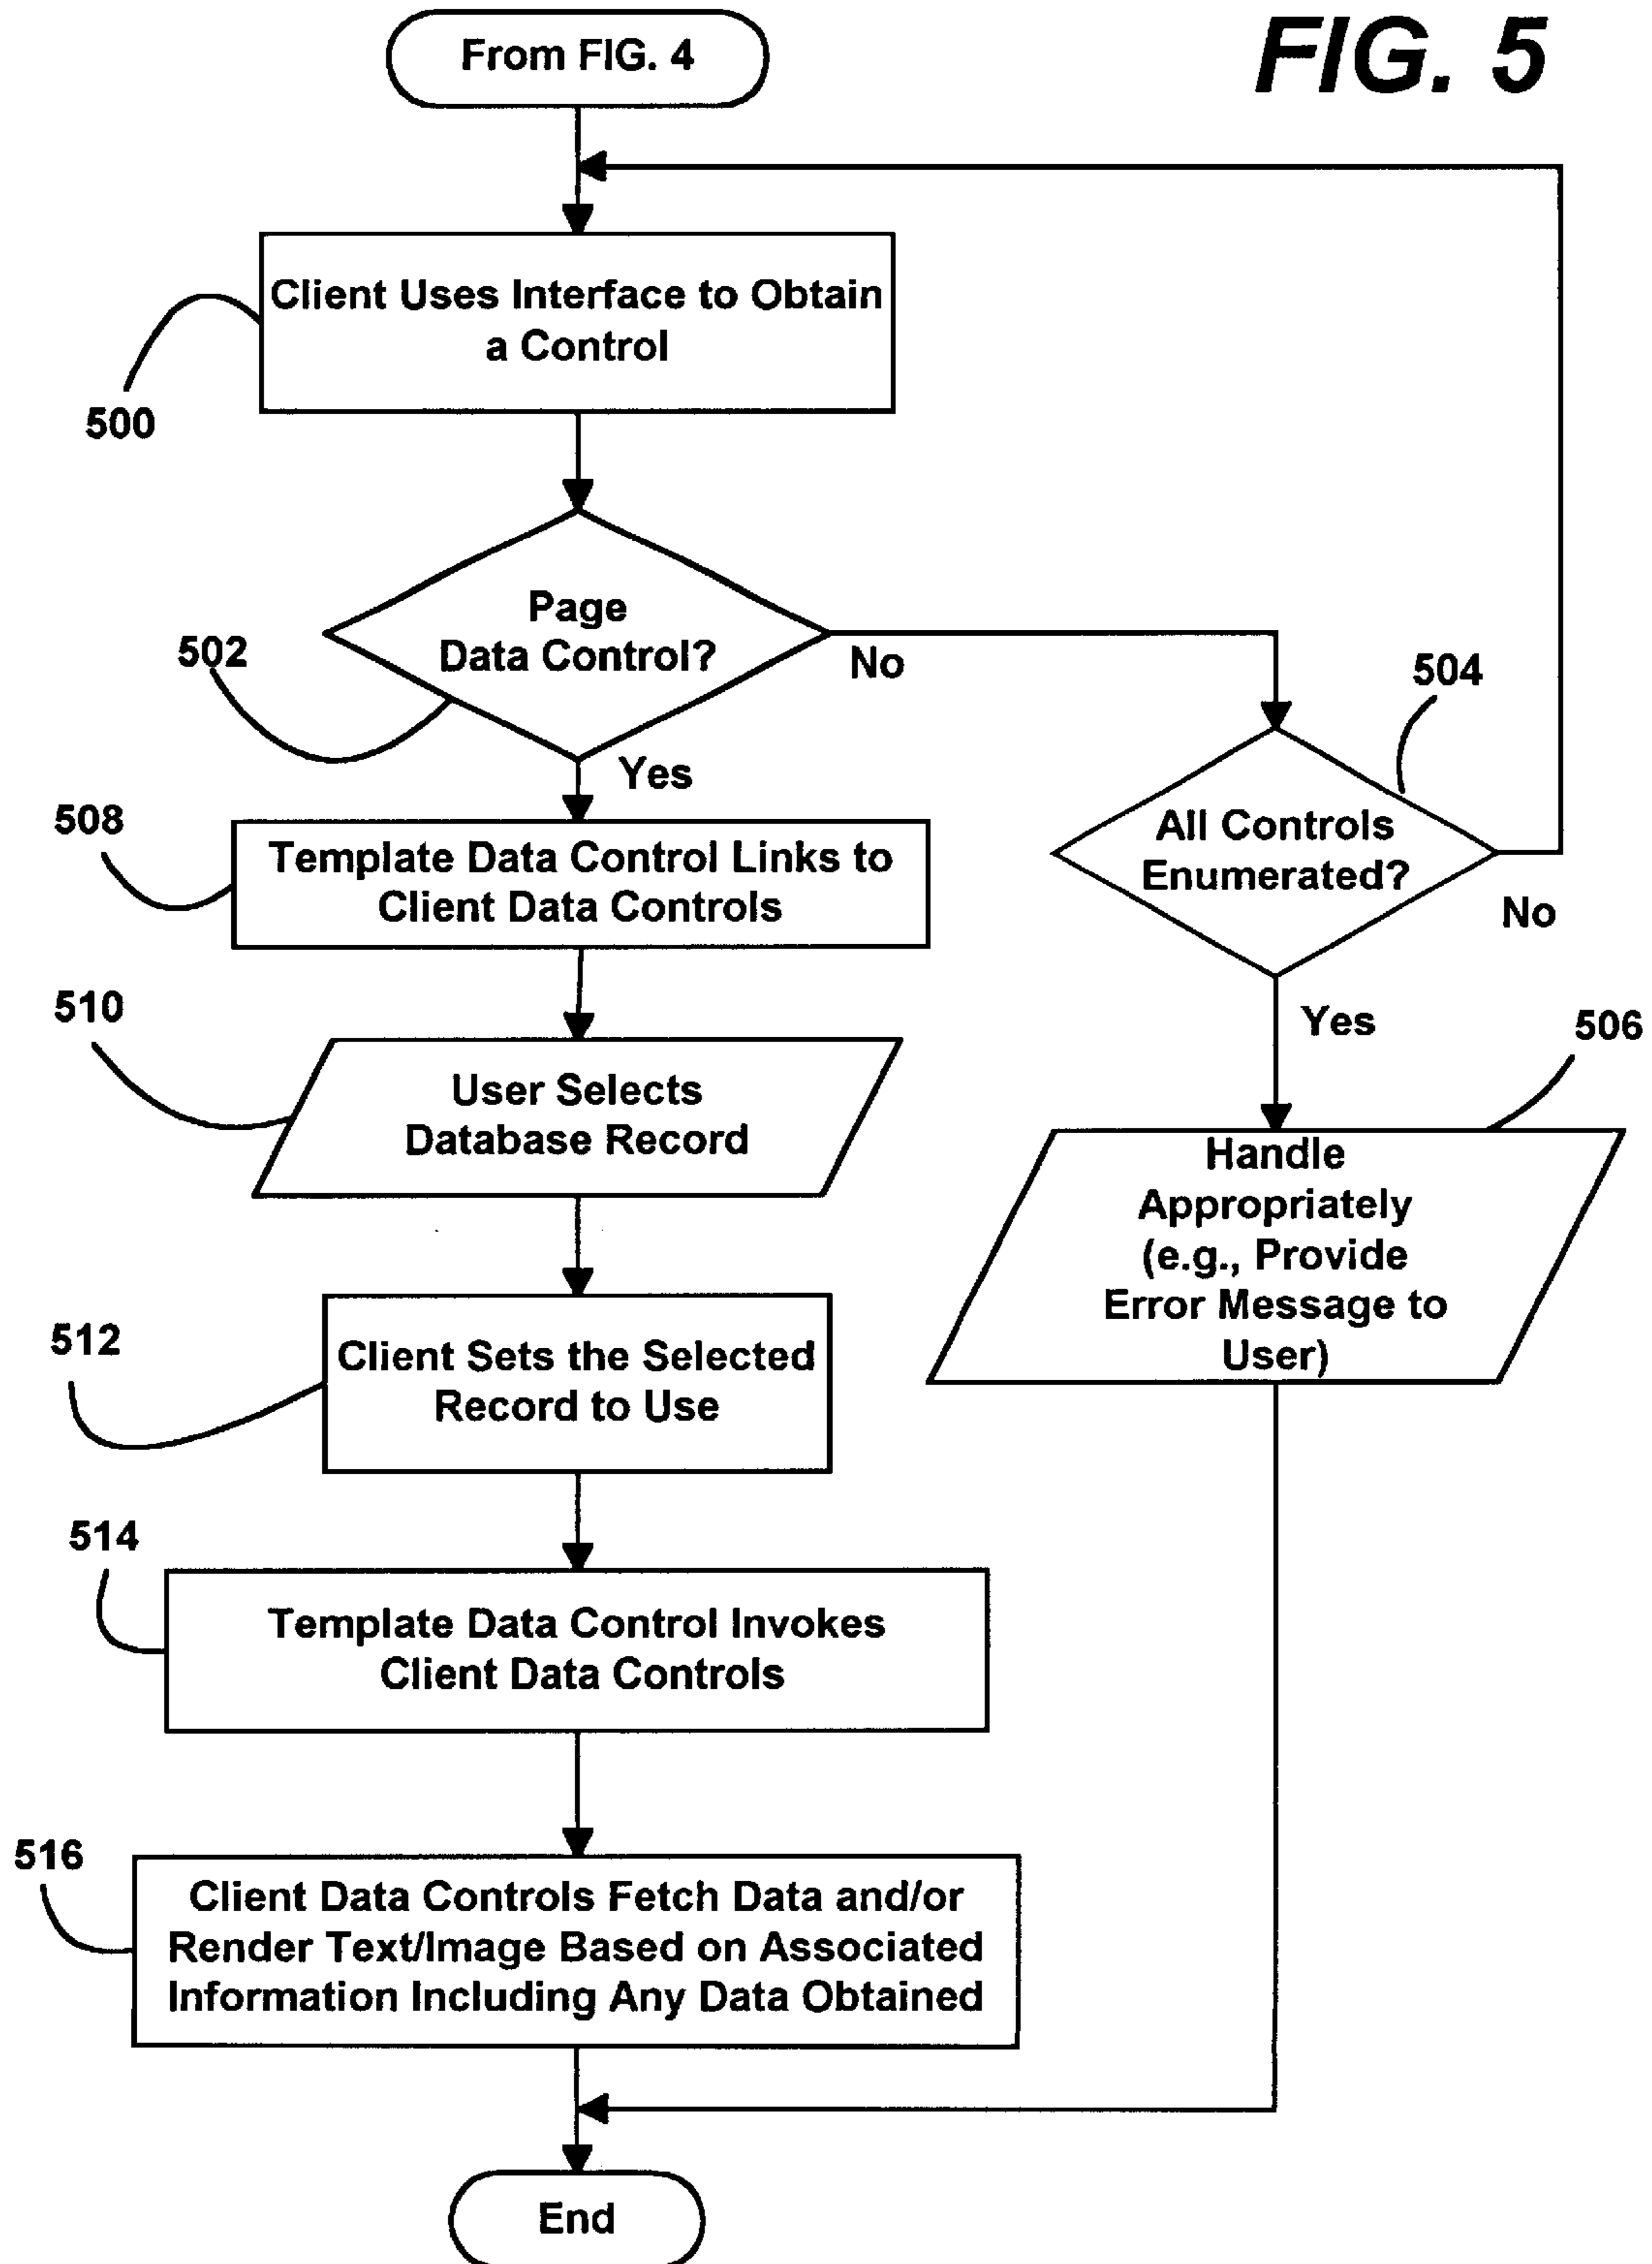 FIG. 5
From FIG. 4
Client Uses Interface to Obtain
a Control
500
Page
Data Control?
502
No
Yes
504
All Controls
Enumerated?
No
Yes
508
Template Data Control Links to
Client Data Controls
510
User Selects
Database Record
506
Handle
Appropriately
(e.g., Provide
Error Message to
User)
512
Client Sets the Selected
Record to Use
514
Template Data Control Invokes
Client Data Controls
516
Client Data Controls Fetch Data and/or
Render Text/Image Based on Associated
Information Including Any Data Obtained
End